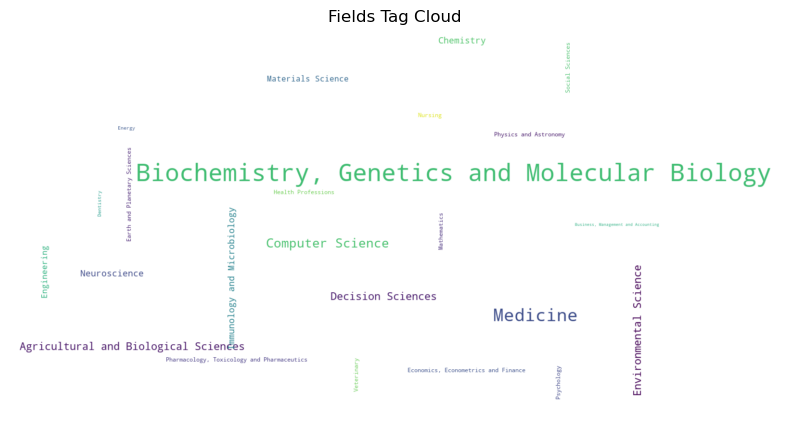 Fields Tag Cloud
Chemistry
Social Sciences
Materials Science
Nursing
Energy
Physics and Astronomy
Earth and Planetary Sciences
Biochemistry, Genetics and Molecular Biology
Health Professions
Dentistry
Immunology and Microbiology
Mathematics
Business, Management and Accounting
Computer Science
Engineering
Neuroscience
Decision Sciences
Environmental Science
Medicine
Agricultural and Biological Sciences
Pharmacology, Toxicology and Pharmaceutics
Veterinary
Economics, Econometrics and Finance
Psychology